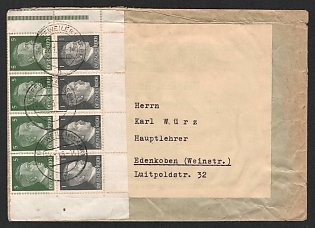 Herrn
Karl Würz
Hauptlehrer
Edenkoben (Weinstr.)
Luitpoldstr. 32